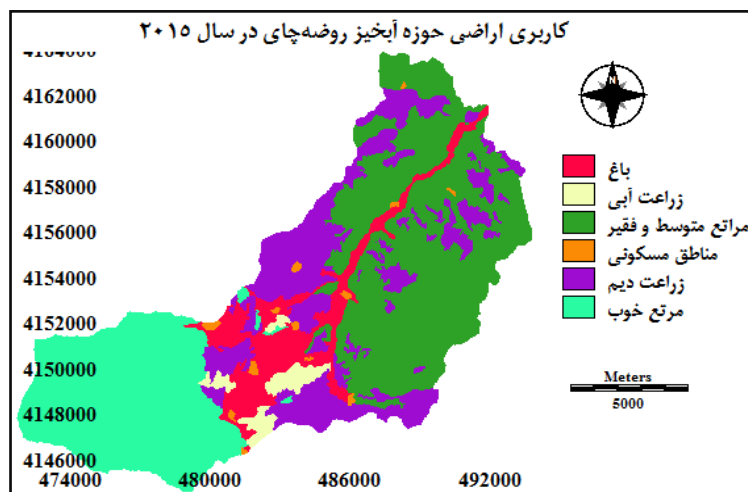 کاربری اراضی حوزه آبخیز روضه‌چای در سال ۲۰۱۵
4164000
4162000
4160000
4158000
4156000
4154000
4152000
4150000
4148000
4146000
474000 480000 486000 492000
N
باغ
زراعت آبی
مراتع متوسط و فقیر
مناطق مسکونی
زراعت دیم
مرتع خوب
Meters
5000